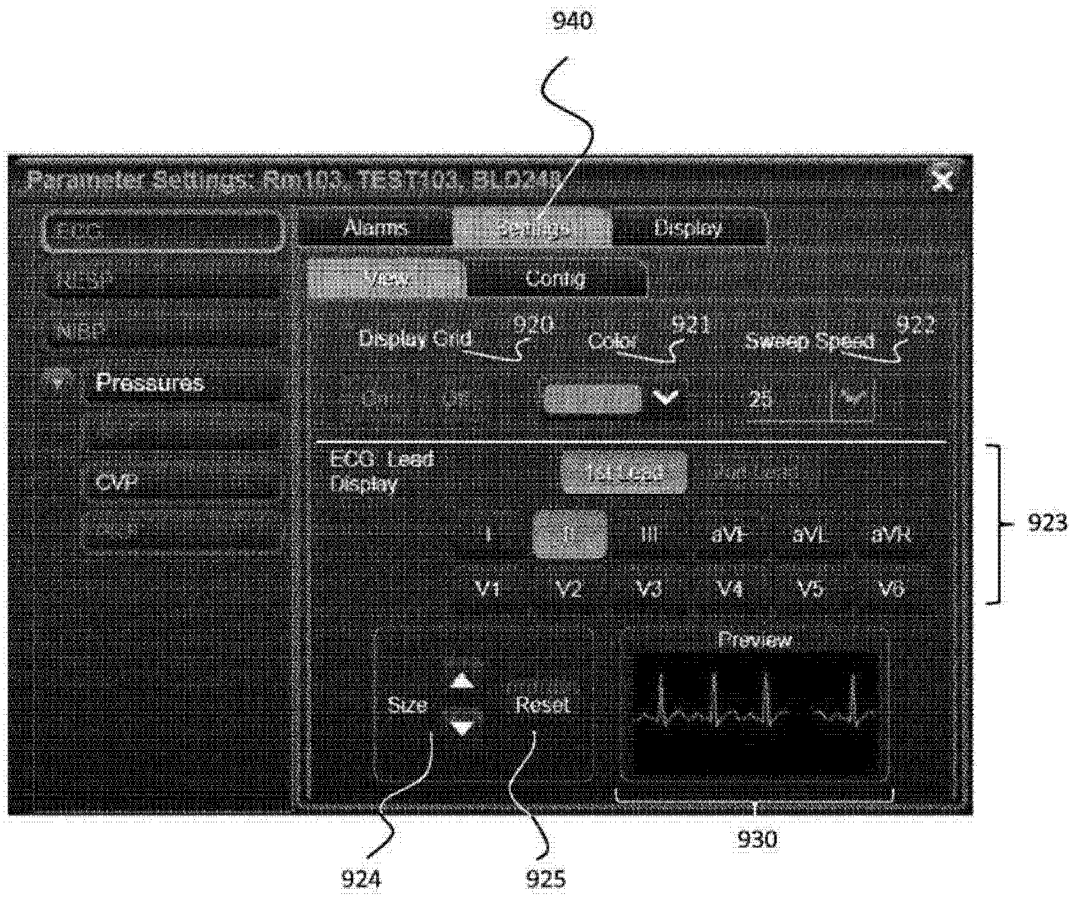 940
Parameter Settings: Rm103, TEST103, BLD248
ECG
Alarms Settings Display
RESP
View Config
NIBP
Display Grid 920 Color 921 Sweep Speed 922
Pressures
On Off 25
ECG Lead
Display
1st Lead 2nd Lead
CVP
I II III aVF aVL aVR
923
V1 V2 V3 V4 V5 V6
Preview
Size Reset
930
924 925